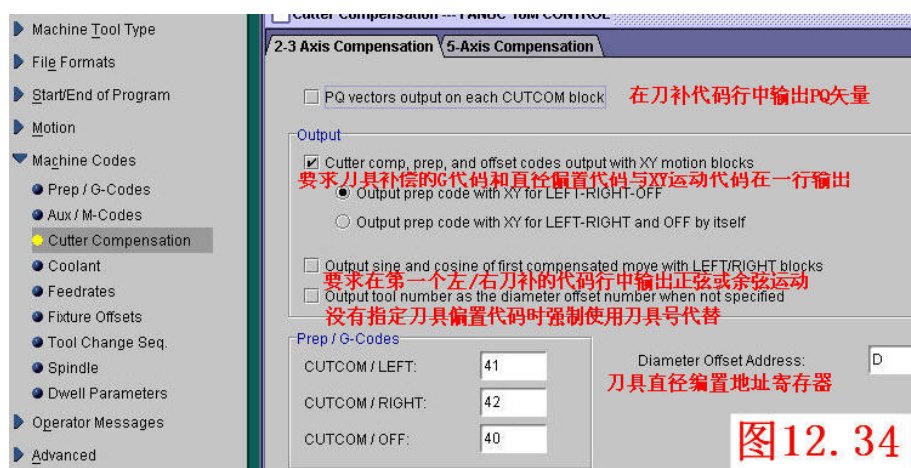 Machine Tool Type
File Formats
Start/End of Program
Motion
Machine Codes
Prep / G-Codes
Aux / M-Codes
Cutter Compensation
Coolant
Feedrates
Fixture Offsets
Tool Change Seq.
Spindle
Dwell Parameters
Operator Messages
Advanced
Cutter Compensation --- FANUC 16M CONTROL
2-3 Axis Compensation
5-Axis Compensation
PQ vectors output on each CUTCOM block
在刀补代码行中输出PQ矢量
Output
Cutter comp, prep, and offset codes output with XY motion blocks
要求刀具补偿的G代码和直径偏置代码与XY运动代码在一行输出
Output prep code with XY for LEFT-RIGHT-OFF
Output prep code with XY for LEFT-RIGHT and OFF by itself
Output sine and cosine of first compensated move with LEFT/RIGHT blocks
要求在第一个左/右刀补的代码行中输出正弦或余弦运动
Output tool number as the diameter offset number when not specified
没有指定刀具偏置代码时强制使用刀具号代替
Prep / G-Codes
CUTCOM / LEFT:
41
Diameter Offset Address:
D
刀具直径编置地址寄存器
CUTCOM / RIGHT:
42
CUTCOM / OFF:
40
图12.34